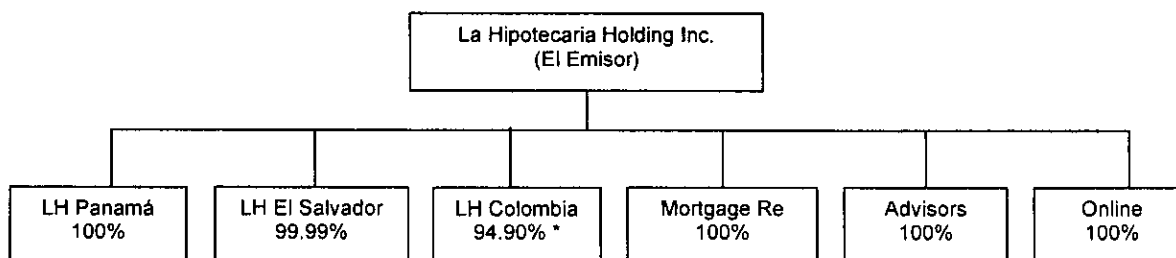 La Hipotecaria Holding Inc.
(El Emisor)
LH Panamá
100%
LH El Salvador
99.99%
LH Colombia
94.90% *
Mortgage Re
100%
Advisors
100%
Online
100%